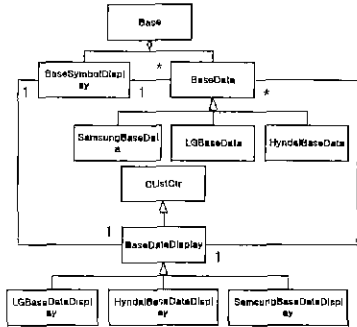 Base
BaseSymbolDispl
ay
BaseData
1
1
*
*
SamsungBaseDat
a
LGBaseData
HyndaiBaseData
CListCtr
1
BaseDataDisplay
1
LGBaseDataDispl
ay
HyndaiBaseDataDispl
ay
SamsungBaseDataDispl
ay